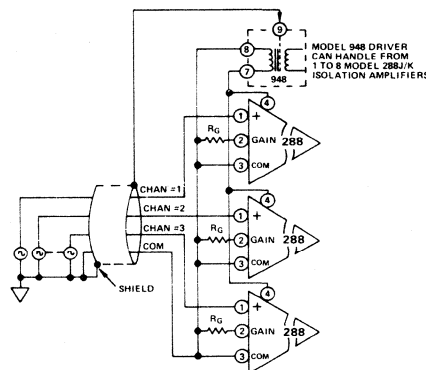 9
8
7
948
MODEL 948 DRIVER
CAN HANDLE FROM
1 TO 8 MODEL 288J/K
ISOLATION AMPLIFIERS
4
1 +
RG 2 GAIN 288
3 COM
CHAN =1
CHAN =2
CHAN =3
COM
SHIELD
4
1 +
RG 2 GAIN 288
3 COM
4
1 +
RG 2 GAIN 288
3 COM